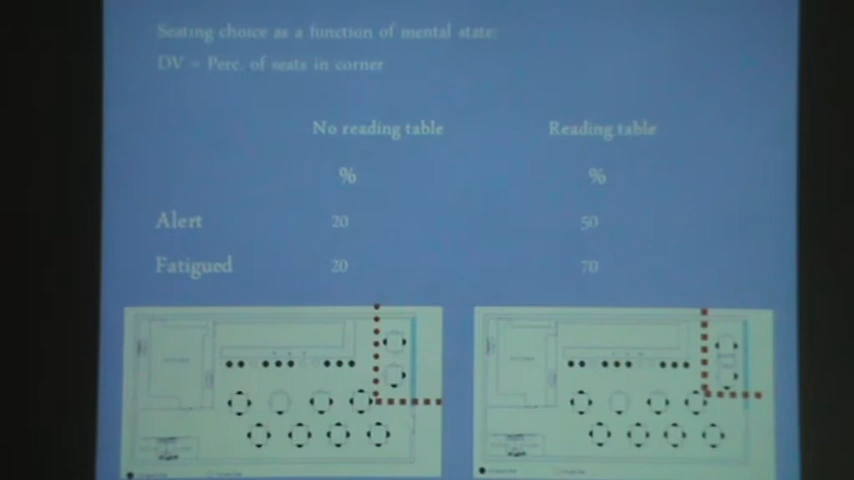 Seating choice as a function of mental state:
DV = Perc. of seats in corner
No reading table Reading table
% %
Alert 20 50
Fatigued 20 70